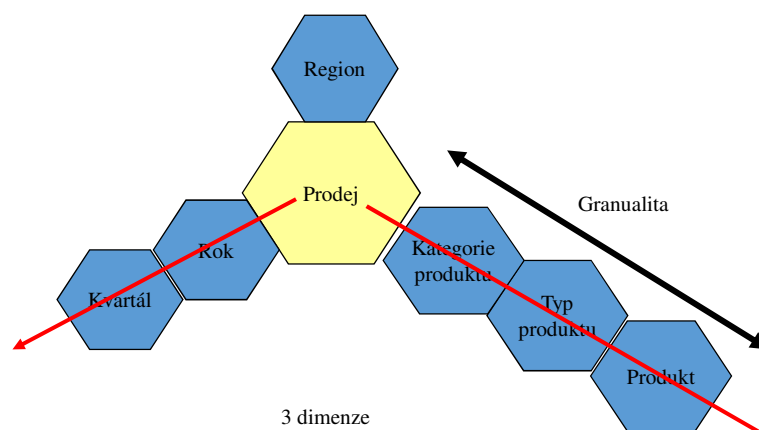 Region
Prodej
Granualita
Rok
Kategorie
produktu
Kvartál
Typ
produktu
Produkt
3 dimenze